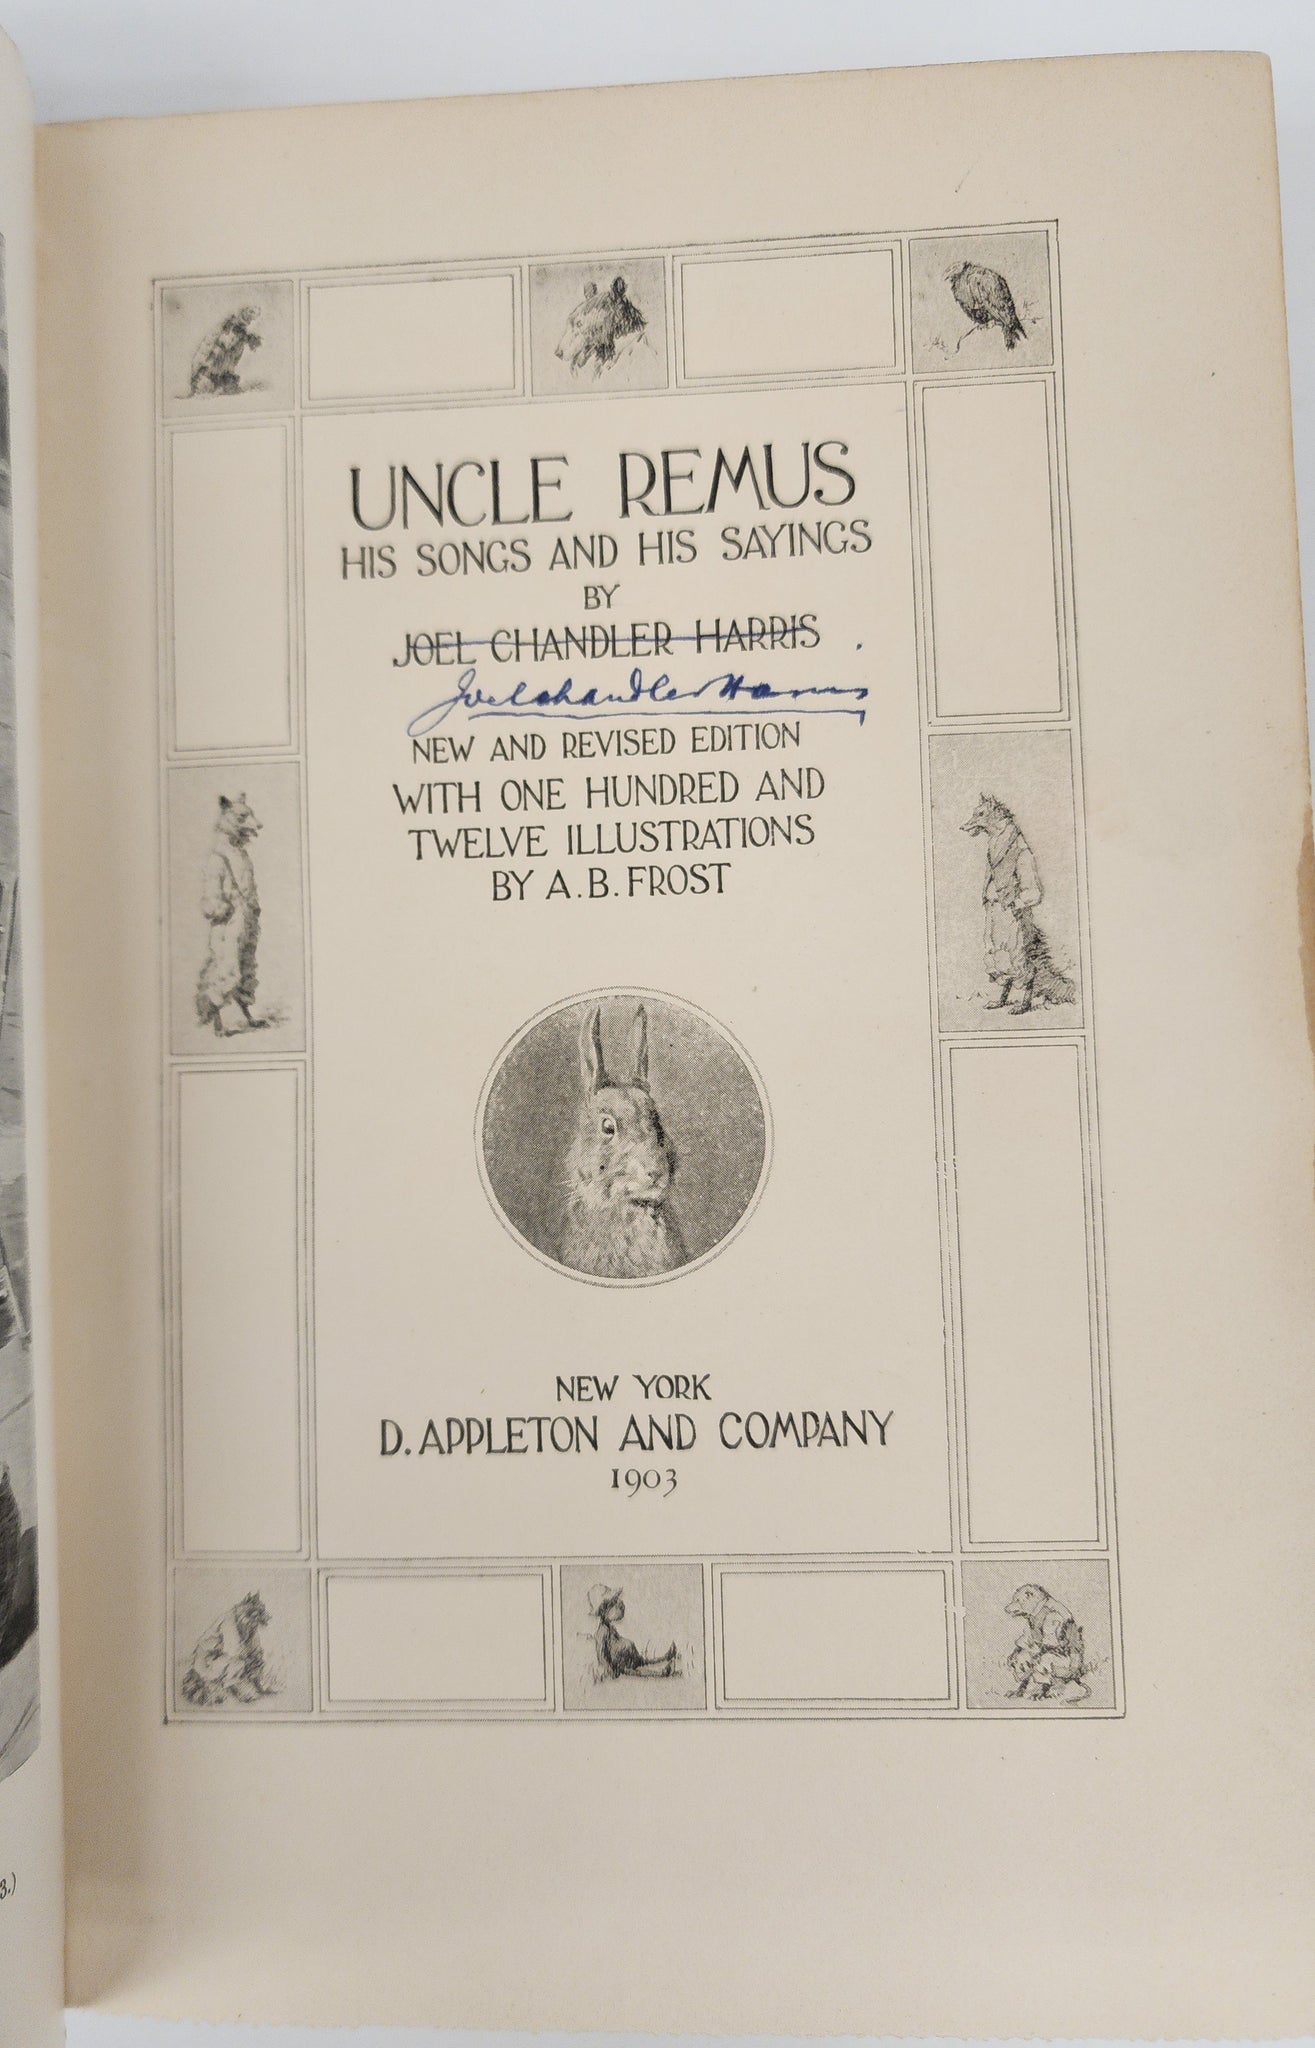 UNCLE REMUS
HIS SONGS AND HIS SAYINGS
BY
JOEL CHANDLER HARRIS
Joel Chandler Harris
NEW AND REVISED EDITION
WITH ONE HUNDRED AND
TWELVE ILLUSTRATIONS
BY A.B. FROST
NEW YORK
D. APPLETON AND COMPANY
1903
3.)